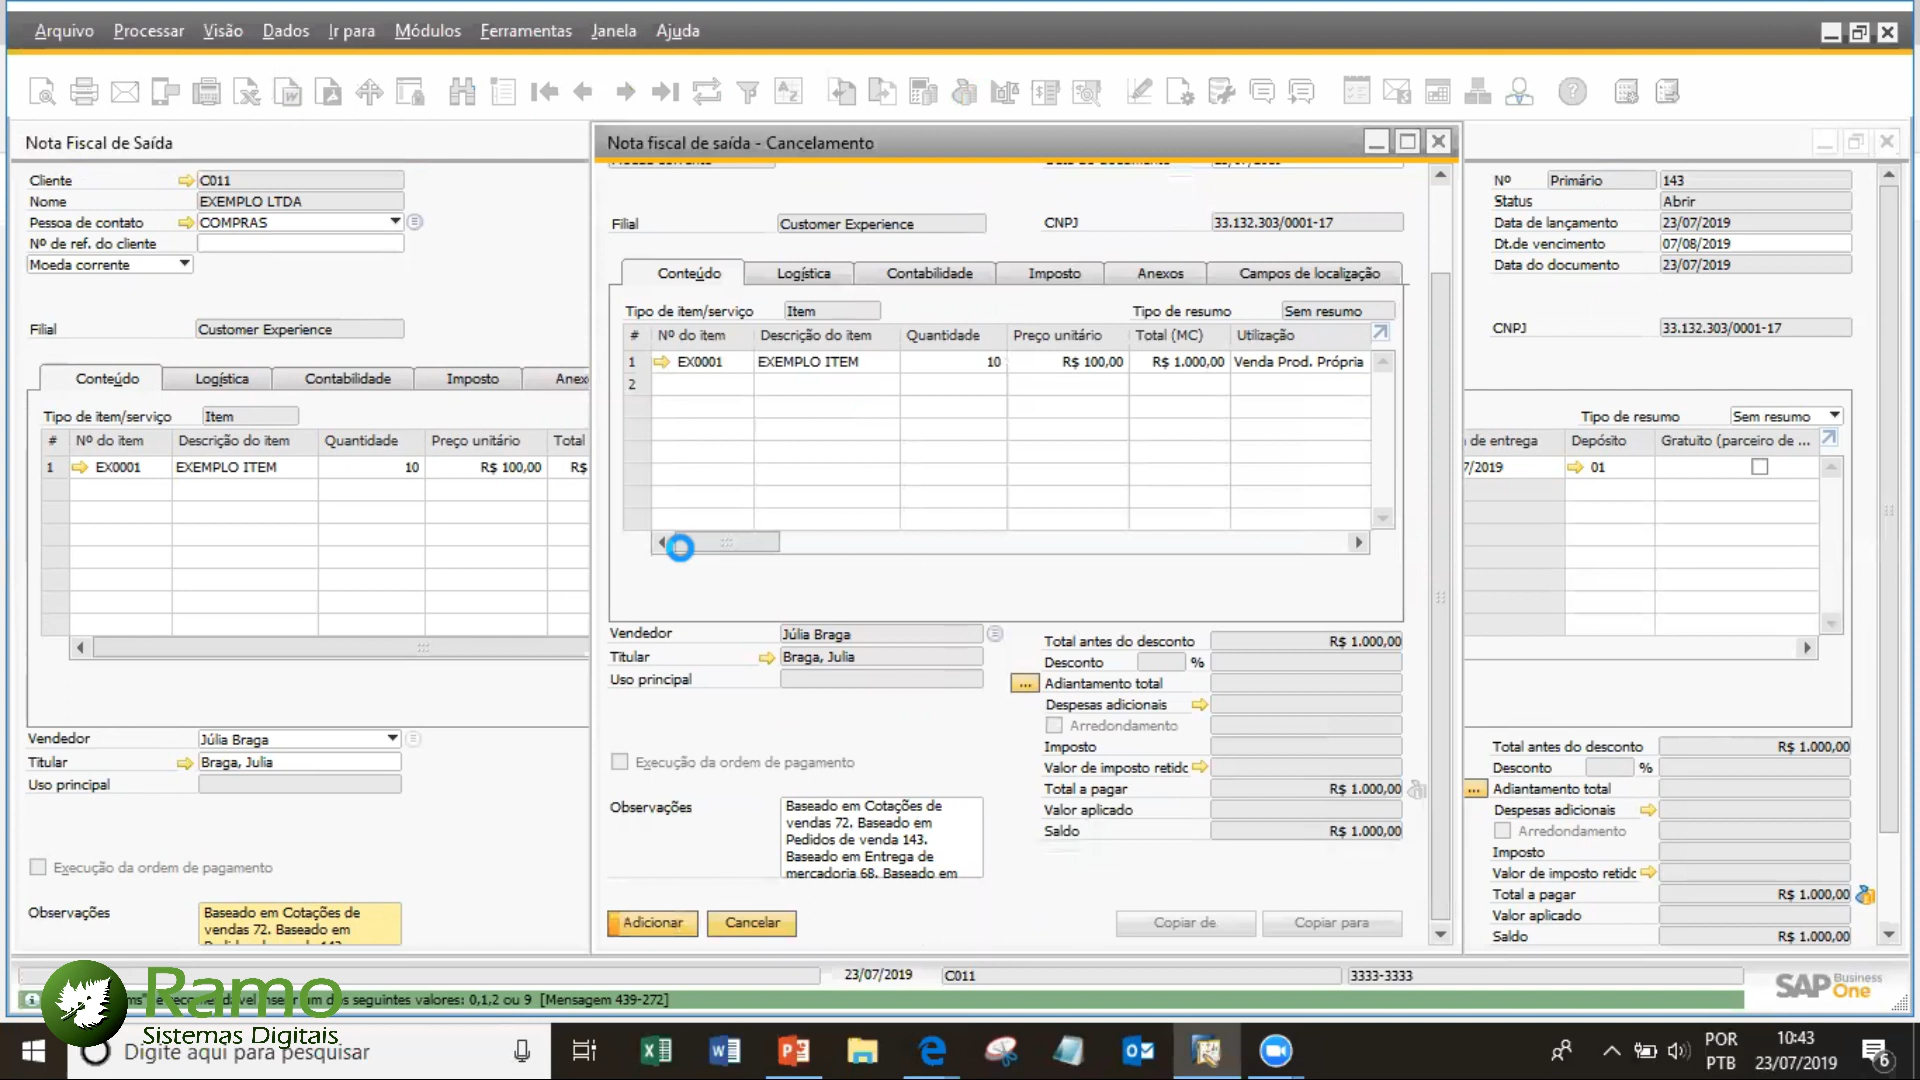 Arquivo Processar Visão Dados Ir para Módulos Ferramentas Janela Ajuda
Nota Fiscal de Saída
Cliente C011
Nome EXEMPLO LTDA
Pessoa de contato COMPRAS
Nº de ref. do cliente
Moeda corrente
Filial Customer Experience
Conteúdo Logística Contabilidade Imposto Anex
Tipo de item/serviço Item
# Nº do item Descrição do item Quantidade Preço unitário Total
1 EX0001 EXEMPLO ITEM 10 R$ 100,00 R$
Vendedor Júlia Braga
Titular Braga, Julia
Uso principal
Execução da ordem de pagamento
Observações Baseado em Cotações de
vendas 72. Baseado em
Nota fiscal de saída - Cancelamento
Filial Customer Experience CNPJ 33.132.303/0001-17
Conteúdo Logística Contabilidade Imposto Anexos Campos de localização
Tipo de item/serviço Item Tipo de resumo Sem resumo
# Nº do item Descrição do item Quantidade Preço unitário Total (MC) Utilização
1 EX0001 EXEMPLO ITEM 10 R$ 100,00 R$ 1.000,00 Venda Prod. Própria
2
Vendedor Júlia Braga
Titular Braga, Julia
Uso principal
Execução da ordem de pagamento
Observações Baseado em Cotações de
vendas 72. Baseado em
Pedidos de venda 143.
Baseado em Entrega de
mercadoria 68. Baseado em
Total antes do desconto R$ 1.000,00
Desconto %
... Adiantamento total
Despesas adicionais
Arredondamento
Imposto
Valor de imposto retidc
Total a pagar R$ 1.000,00
Valor aplicado
Saldo R$ 1.000,00
Adicionar Cancelar Copiar de Copiar para
Nº Primário 143
Status Abrir
Data de lançamento 23/07/2019
Dt.de vencimento 07/08/2019
Data do documento 23/07/2019
CNPJ 33.132.303/0001-17
Tipo de resumo Sem resumo
de entrega Depósito Gratuito (parceiro de ...
7/2019 01
Total antes do desconto R$ 1.000,00
Desconto %
... Adiantamento total
Despesas adicionais
Arredondamento
Imposto
Valor de imposto retidc
Total a pagar R$ 1.000,00
Valor aplicado
Saldo R$ 1.000,00
23/07/2019 C011 3333-3333
seguintes valores: 0,1,2 ou 9 [Mensagem 439-272]
SAP Business One
Ramo
Sistemas Digitais
Digite aqui para pesquisar
POR
PTB
10:43
23/07/2019
6